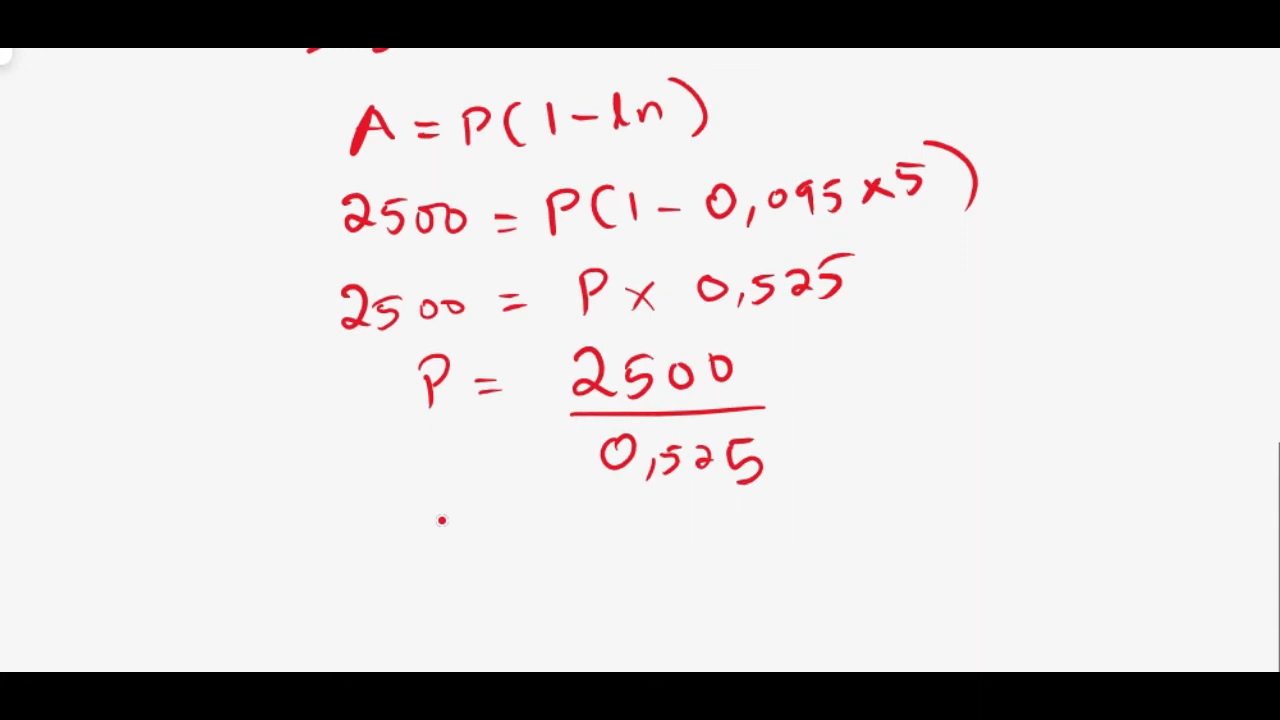 A = P(1 - in)
2500 = P(1 - 0,095 x 5)
2500 = P x 0,525
P = 2500
0,525